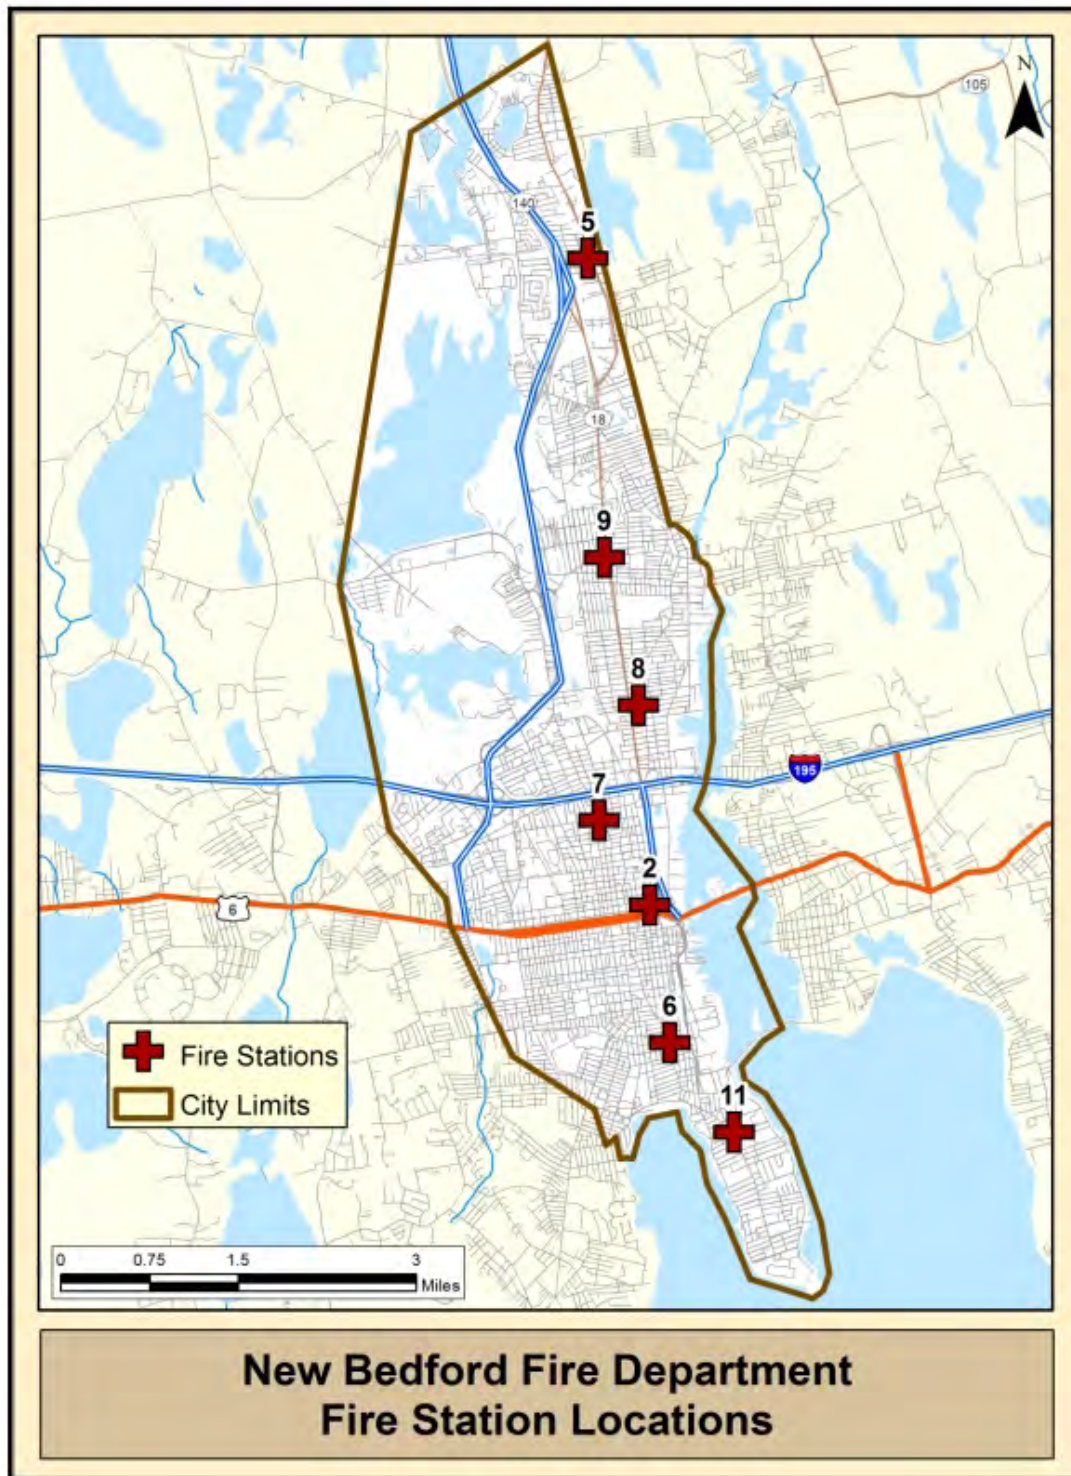 N
105
140
5
18
9
8
195
7
2
6
6
11
Fire Stations
City Limits
0 0.75 1.5 3
Miles
New Bedford Fire Department
Fire Station Locations